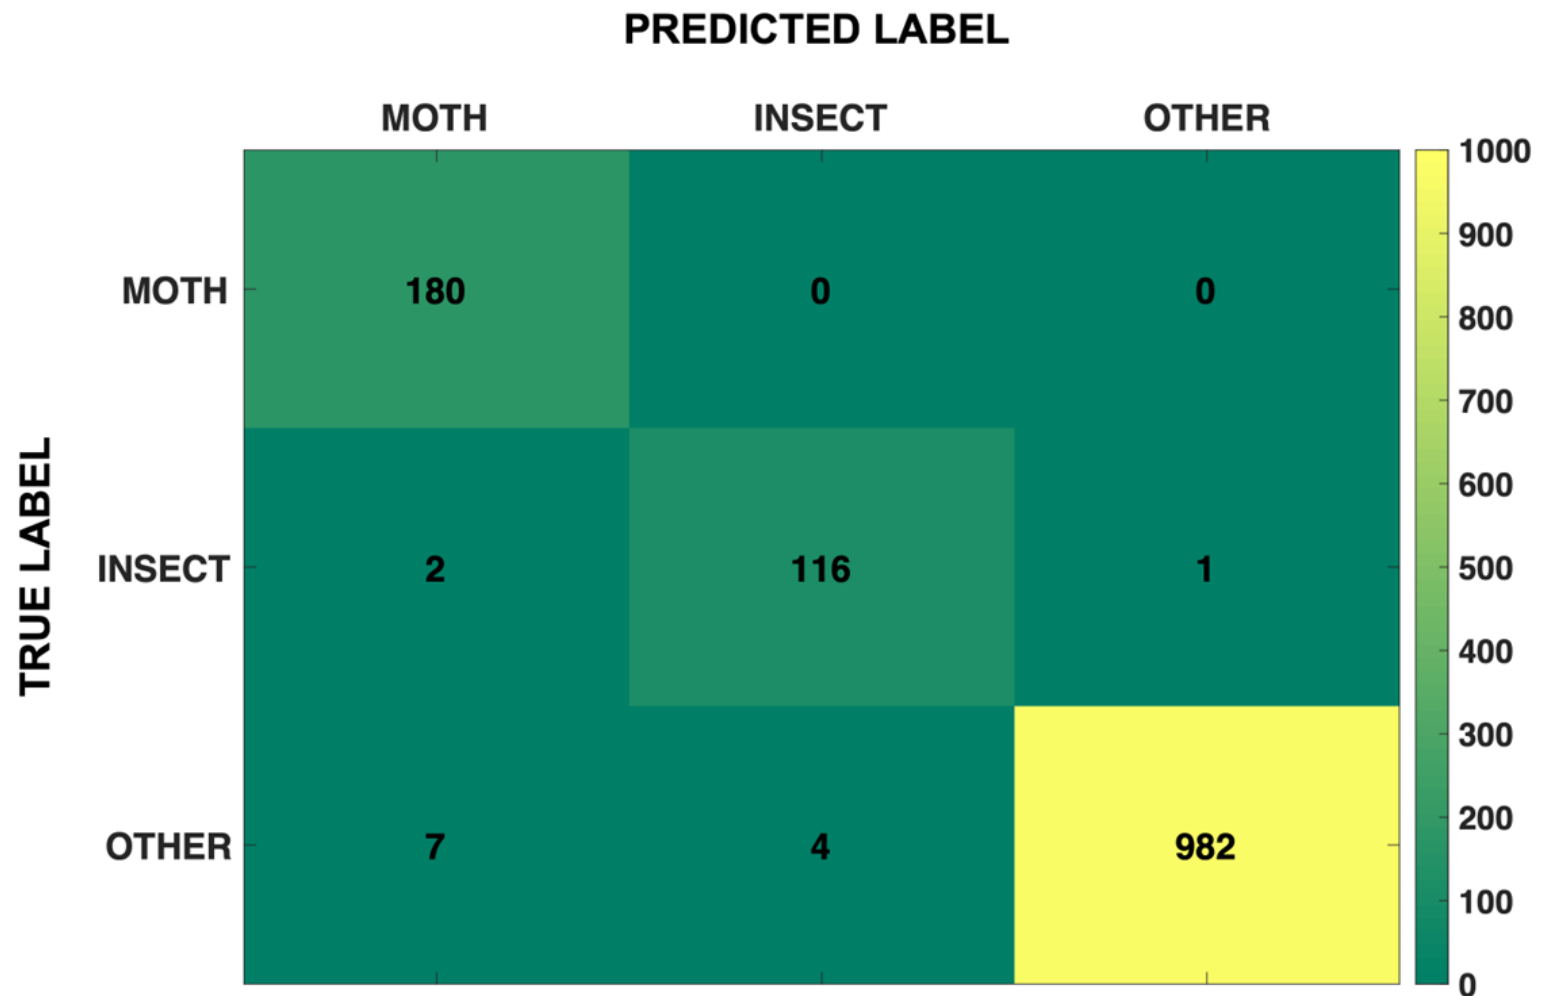 PREDICTED LABEL
MOTH INSECT OTHER
1000
900
800
700
600
500
400
300
200
100
0
TRUE LABEL
MOTH 180 0 0
INSECT 2 116 1
OTHER 7 4 982